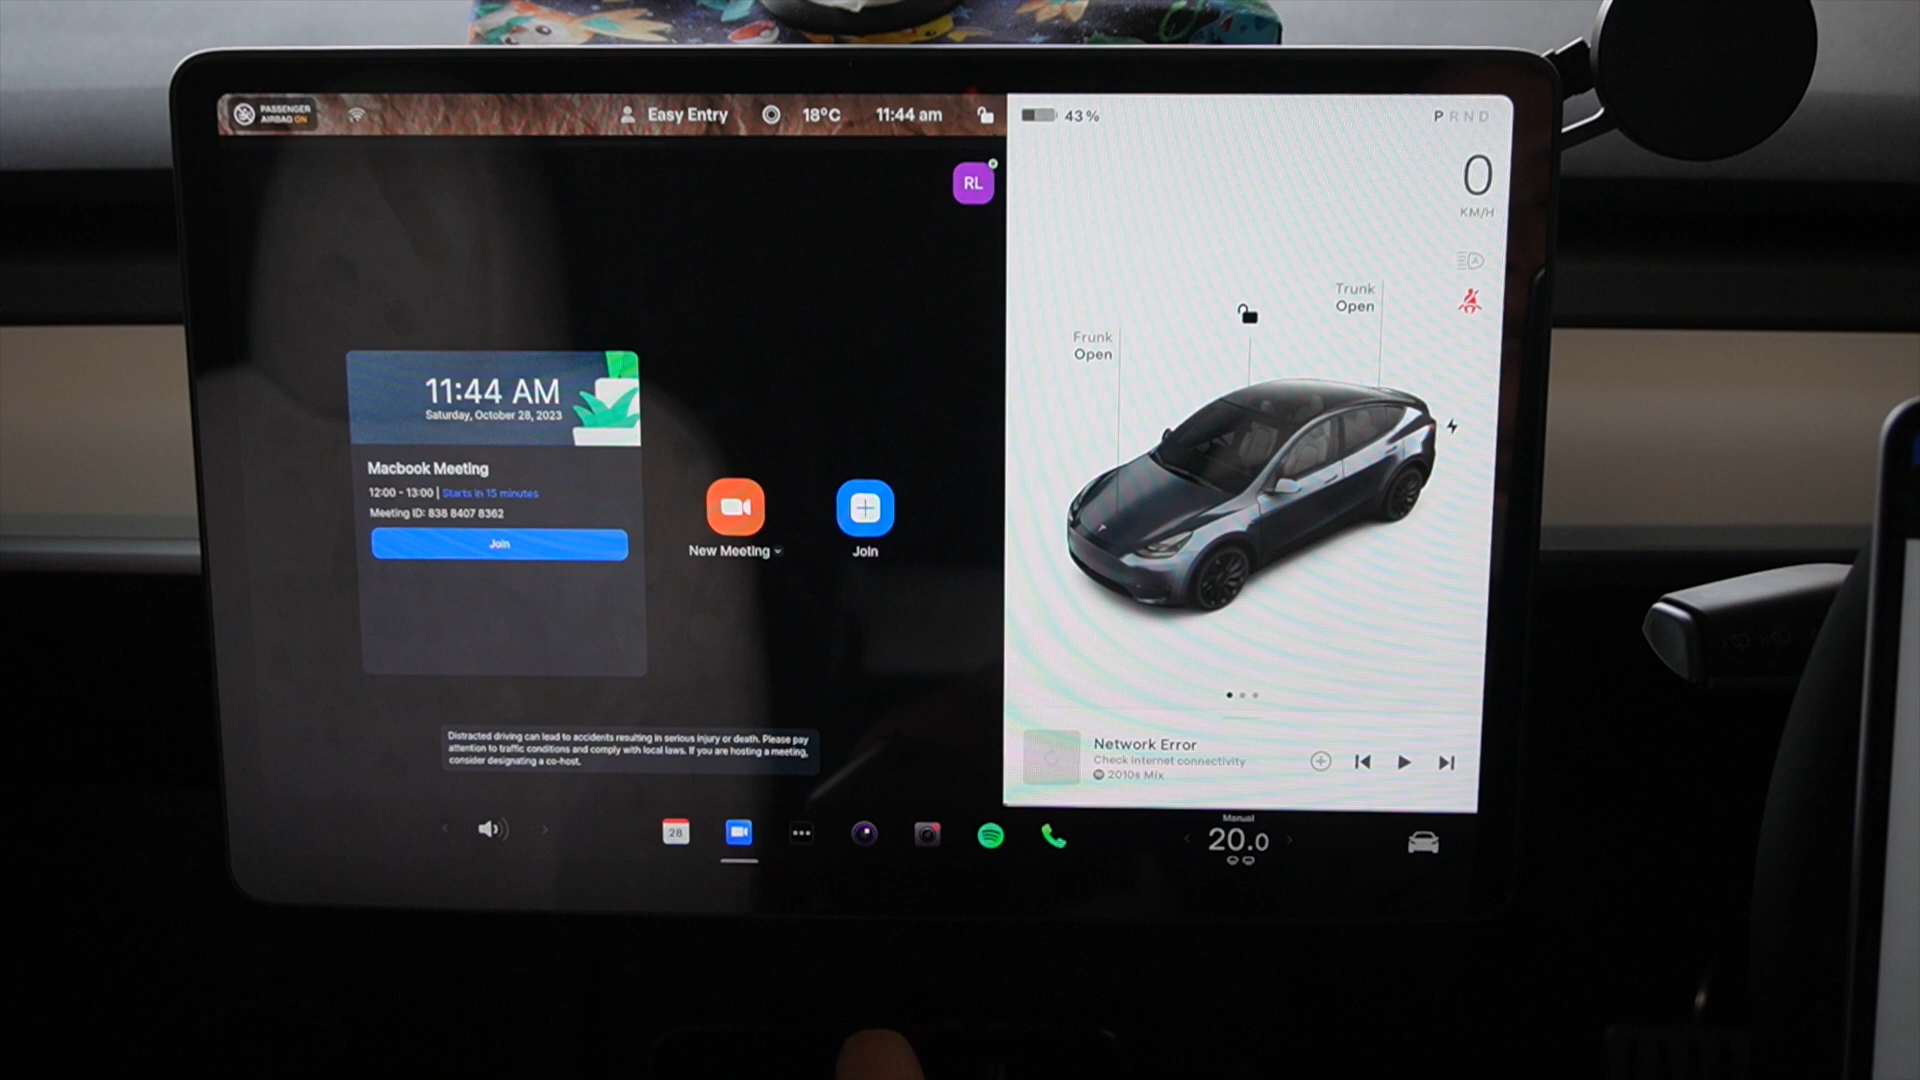 PASSENGER
AIRBAG ON
Easy Entry
18°C
11:44 am
43 %
P R N D
RL
0
KM/H
Trunk
Open
Frunk
Open
11:44 AM
Saturday, October 28, 2023
Macbook Meeting
12:00 - 13:00 | Starts in 15 minutes
Meeting ID: 838 8407 8362
Join
New Meeting
Join
Distracted driving can lead to accidents resulting in serious injury or death. Please pay
attention to traffic conditions and comply with local laws. If you are hosting a meeting,
consider designating a co-host.
Network Error
Check internet connectivity
2010s Mix
28
Manual
20.0